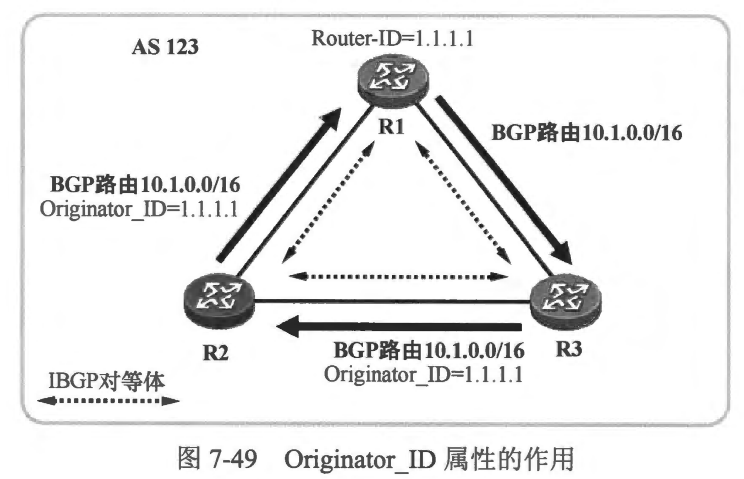 AS 123
Router-ID=1.1.1.1
R1
BGP路由10.1.0.0/16
BGP路由10.1.0.0/16
Originator_ID=1.1.1.1
R2
R3
BGP路由10.1.0.0/16
Originator_ID=1.1.1.1
IBGP对等体
图 7-49 Originator_ID 属性的作用